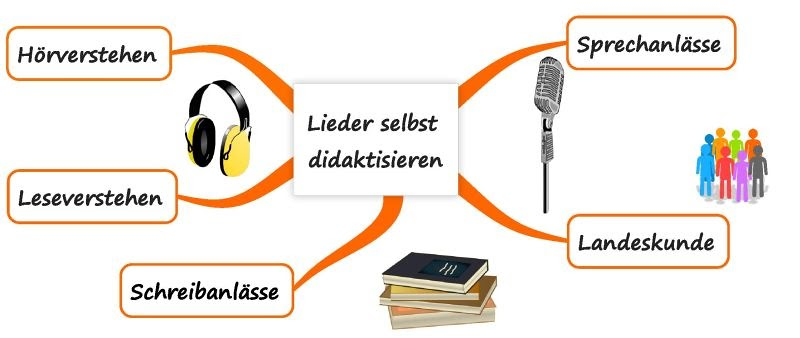 Hörverstehen
Sprechanlässe
Lieder selbst
didaktisieren
Leseverstehen
Landeskunde
Schreibanlässe